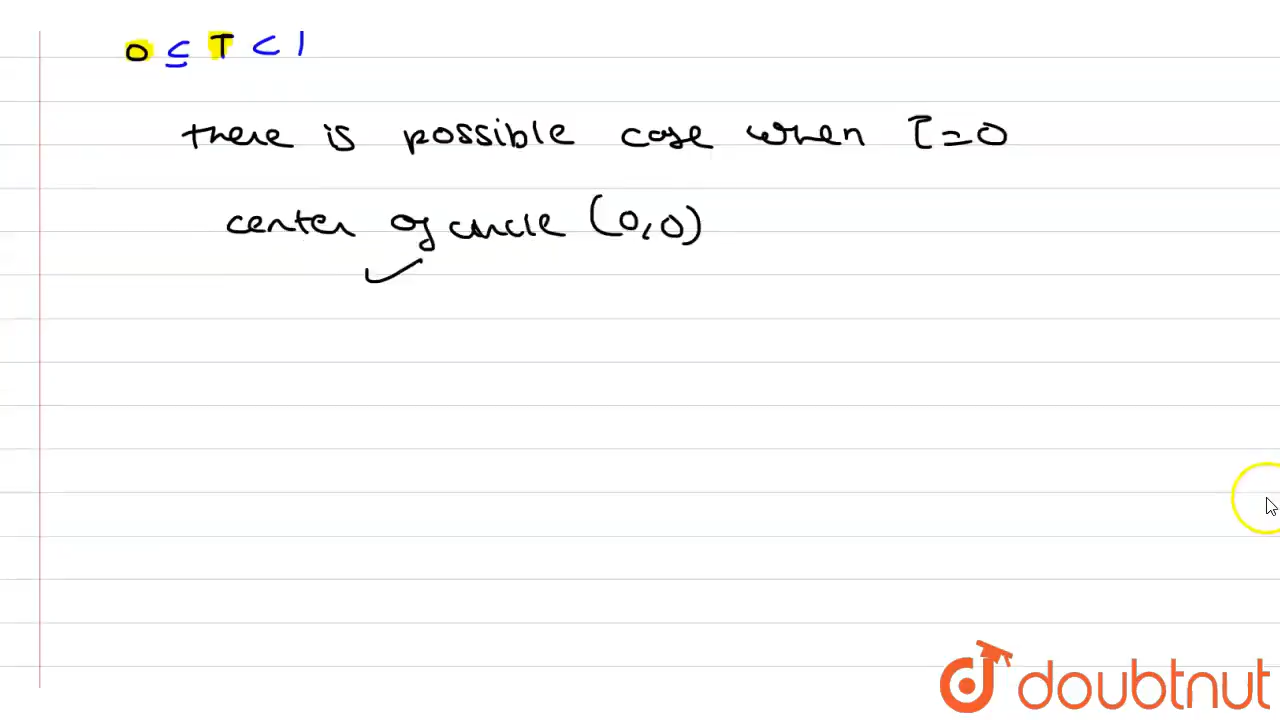 0 ≤ T < 1
there is possible case when T=0
center of circle (0,0)
doubtnut